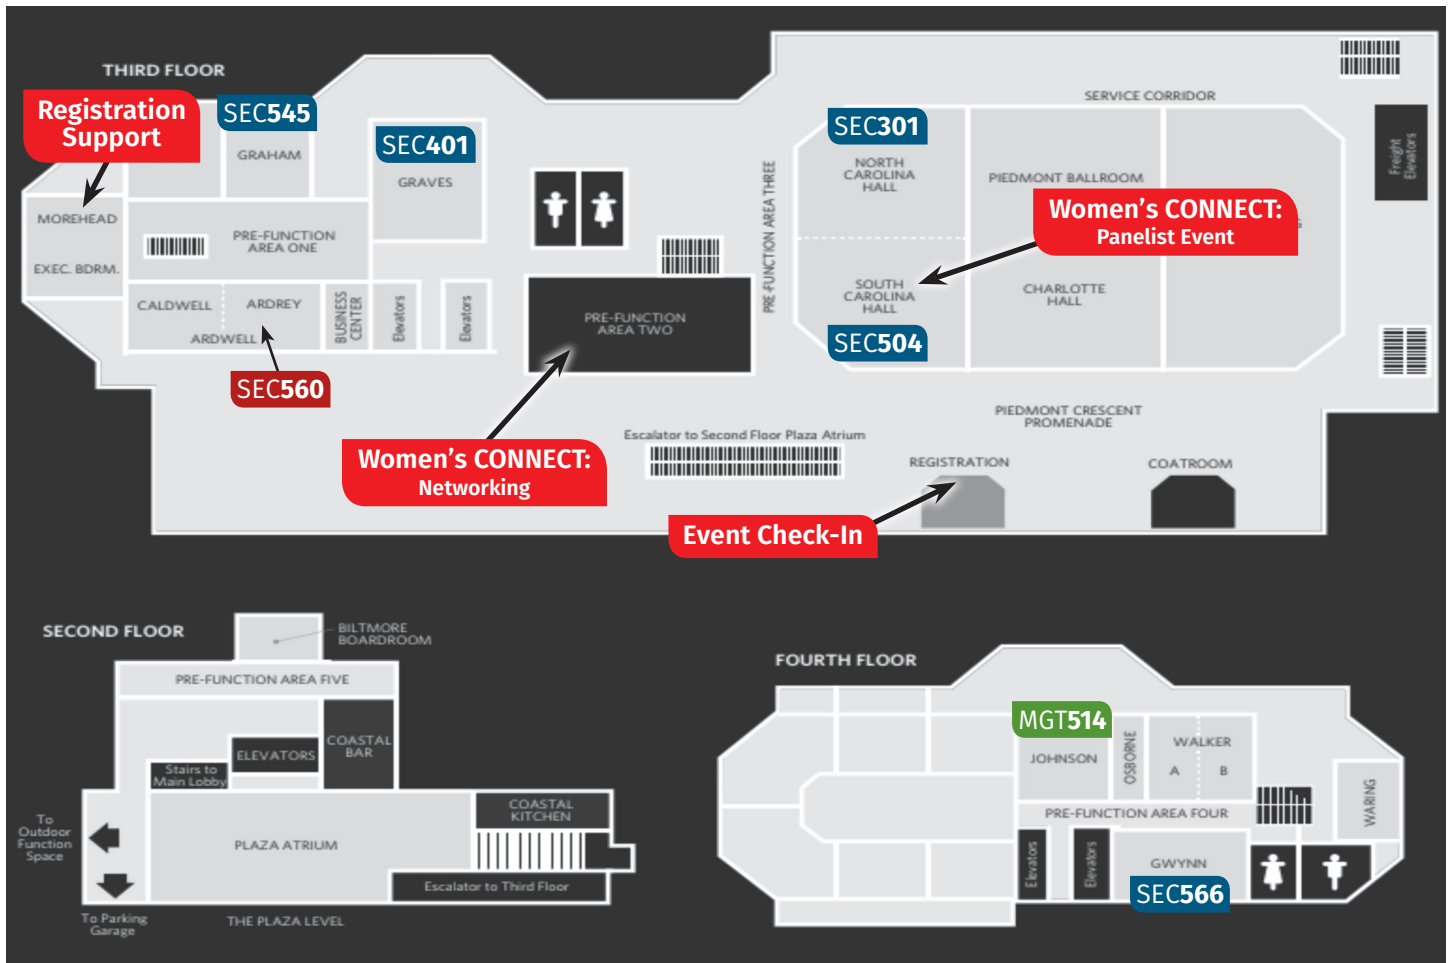 THIRD FLOOR
Registration
Support
SEC545
GRAHAM
SEC401
GRAVES
MOREHEAD
EXEC. BDRM.
PRE-FUNCTION
AREA ONE
CALDWELL
ARDREY
ARDWELL
BUSINESS
CENTER
Elevators
Elevators
SEC560
PRE-FUNCTION
AREA TWO
Women's CONNECT:
Networking
Escalator to Second Floor Plaza Atrium
PRE-FUNCTION AREA THREE
SERVICE CORRIDOR
SEC301
NORTH
CAROLINA
HALL
PIEDMONT BALLROOM
Women's CONNECT:
Panelist Event
SOUTH
CAROLINA
HALL
SEC504
CHARLOTTE
HALL
Freight
Elevators
PIEDMONT CRESCENT
PROMENADE
REGISTRATION
COATROOM
Event Check-In
SECOND FLOOR
BILTMORE
BOARDROOM
PRE-FUNCTION AREA FIVE
ELEVATORS
COASTAL
BAR
Stairs to
Main Lobby
COASTAL
KITCHEN
To
Outdoor
Function
Space
PLAZA ATRIUM
Escalator to Third Floor
To Parking
Garage
THE PLAZA LEVEL
FOURTH FLOOR
MGT514
JOHNSON
OSBORNE
WALKER
A
B
WARING
PRE-FUNCTION AREA FOUR
Elevators
Elevators
GWYNN
SEC566